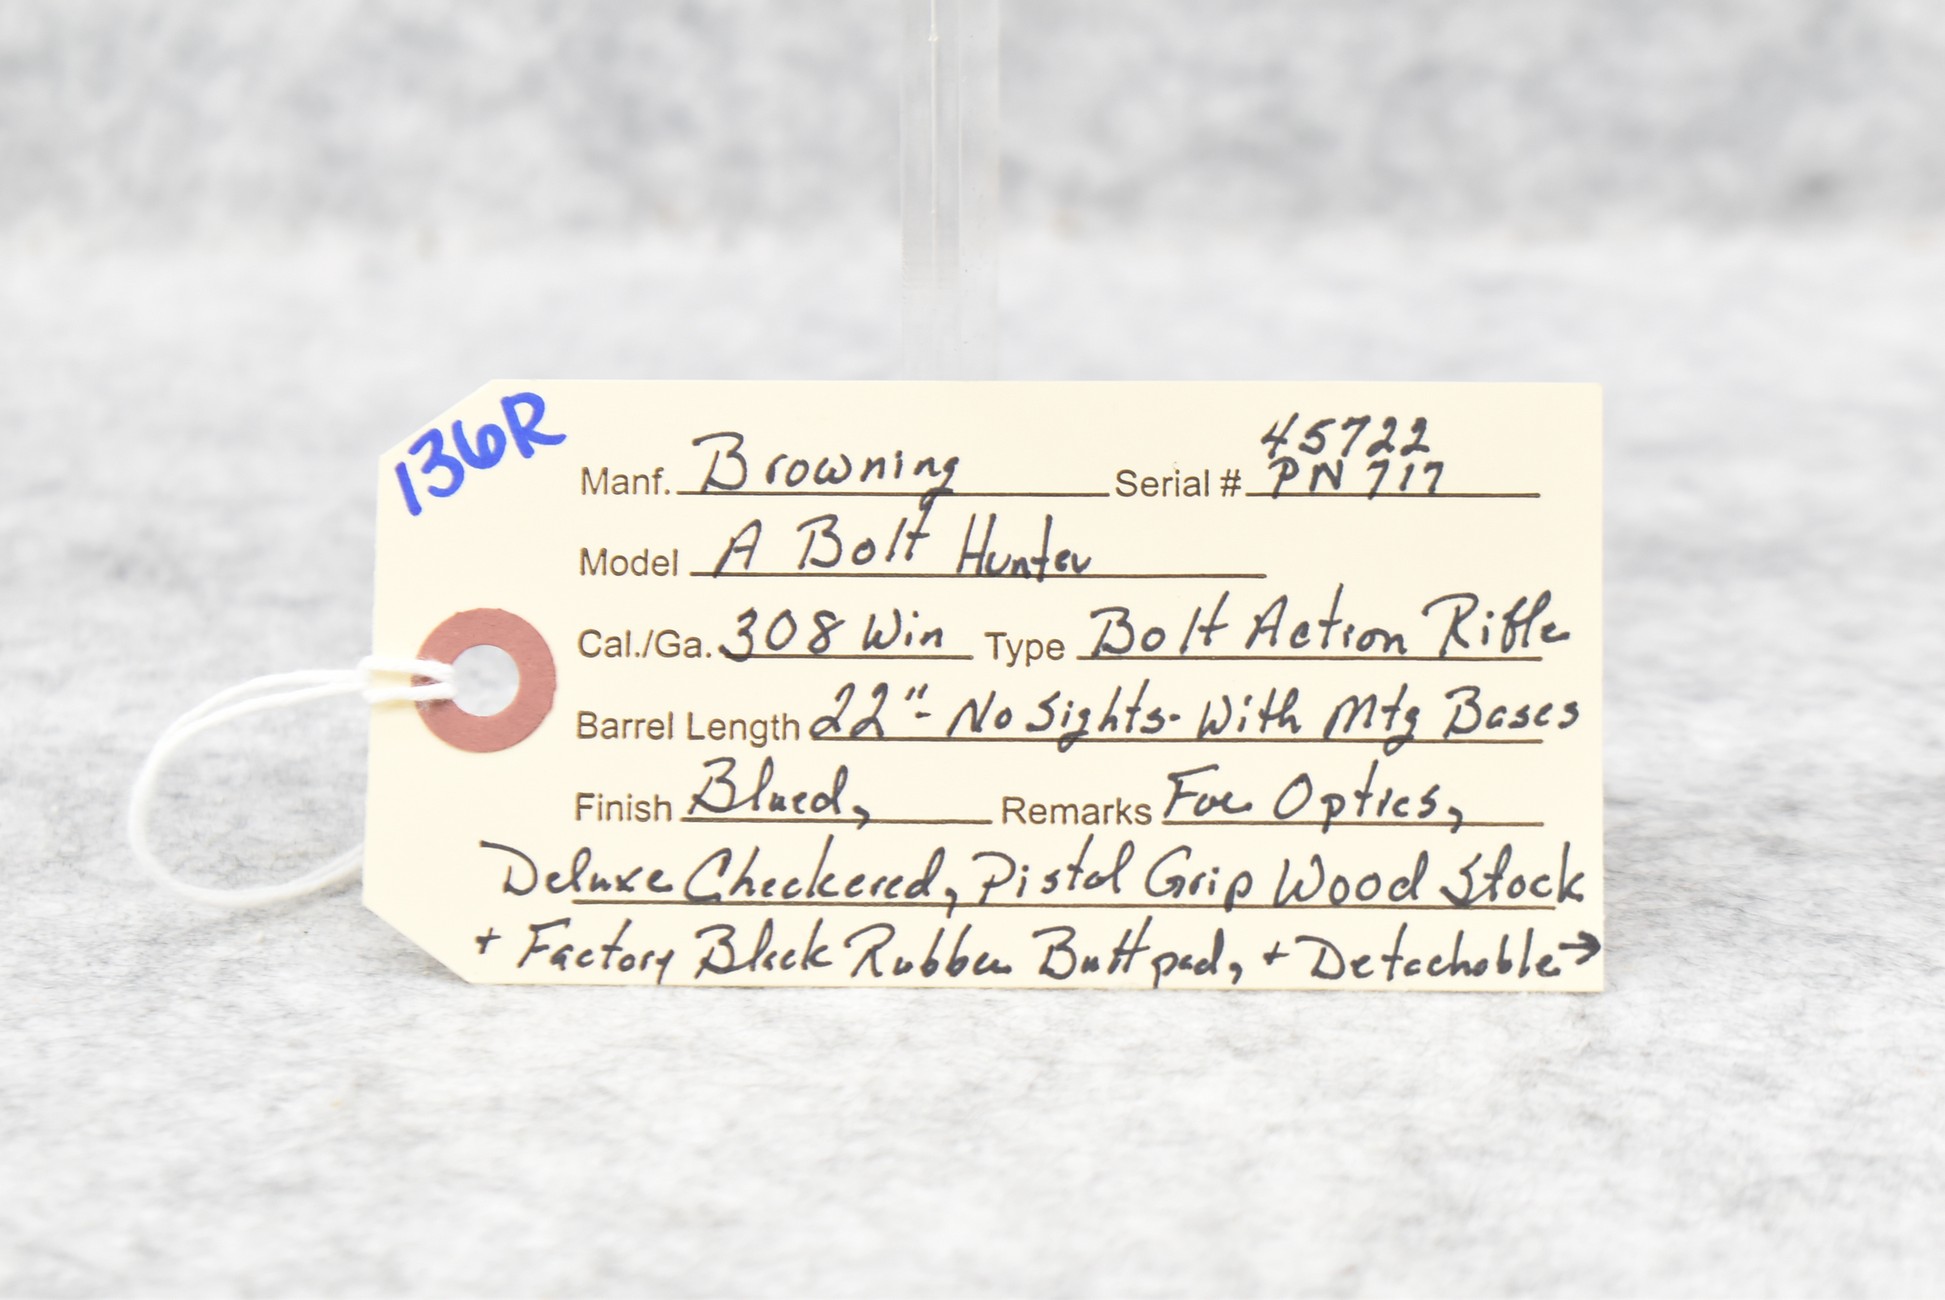 136R
45722
Manf. Browning Serial # PN 717
Model A Bolt Hunter
Cal./Ga. 308 Win Type Bolt Action Rifle
Barrel Length 22" - No Sights - With Mtg Bases
Finish Blued, Remarks For Optics,
Deluxe Checkered, Pistol Grip Wood Stock
+ Factory Black Rubber Buttpad, + Detachable →